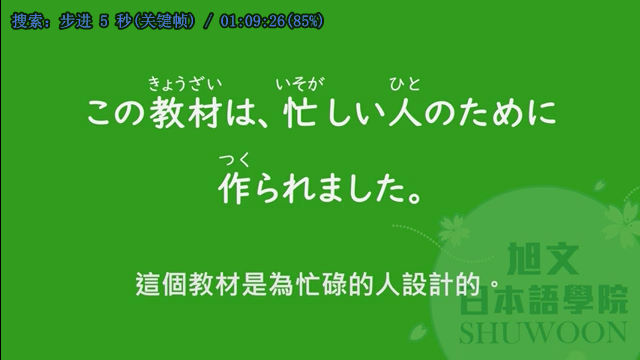 搜索: 步进 5 秒(关键帧) / 01:09:26(85%)
きょうざい いそが ひと
この教材は、忙しい人のために
つく
作られました。
這個教材是為忙碌的人設計的。
旭文
日本語學院
SHUWOON